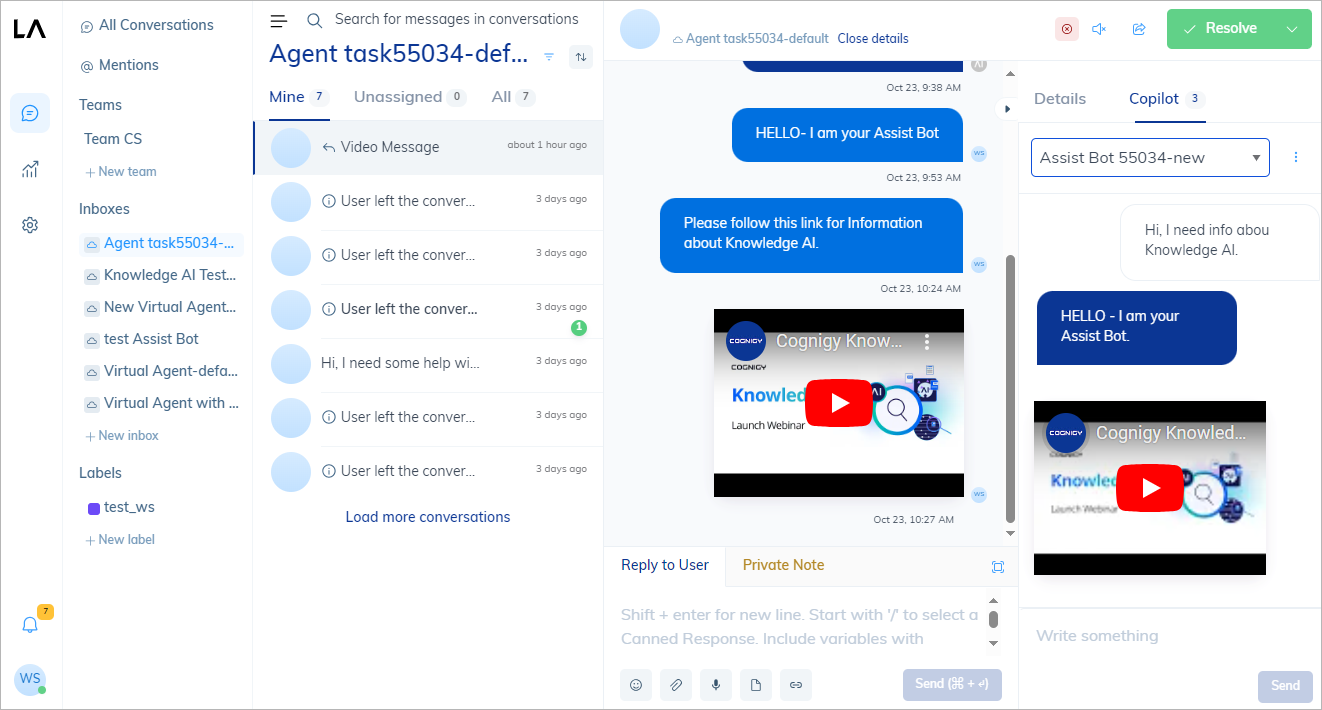 LA
7
WS
All Conversations
@ Mentions
Teams
Team CS
+ New team
Inboxes
Agent task55034-...
Knowledge AI Test...
New Virtual Agent...
test Assist Bot
Virtual Agent-defa...
Virtual Agent with ...
+ New inbox
Labels
test_ws
+ New label
Search for messages in conversations
Agent task55034-def...
Mine 7 Unassigned 0 All 7
Video Message about 1 hour ago
User left the conver... 3 days ago
User left the conver... 3 days ago
User left the conver... 3 days ago
1
Hi, I need some help wi... 3 days ago
User left the conver... 3 days ago
User left the conver... 3 days ago
Load more conversations
Agent task55034-default Close details
Resolve
AI
Oct 23, 9:38 AM
HELLO- I am your Assist Bot
WS
Oct 23, 9:53 AM
Please follow this link for Information
about Knowledge AI.
WS
Oct 23, 10:24 AM
COGNIGY Cognigy Know...
COGNIGY
Knowled
AI
AI
Launch Webinar
WS
Oct 23, 10:27 AM
Reply to User Private Note
Shift + enter for new line. Start with '/' to select a
Canned Response. Include variables with
Send (⌘ + ⏎)
Details Copilot 3
Assist Bot 55034-new
Hi, I need info abou
Knowledge AI.
HELLO - I am your
Assist Bot.
COGNIGY Cognigy Knowled...
Knowled
Launch Webinar
Write something
Send